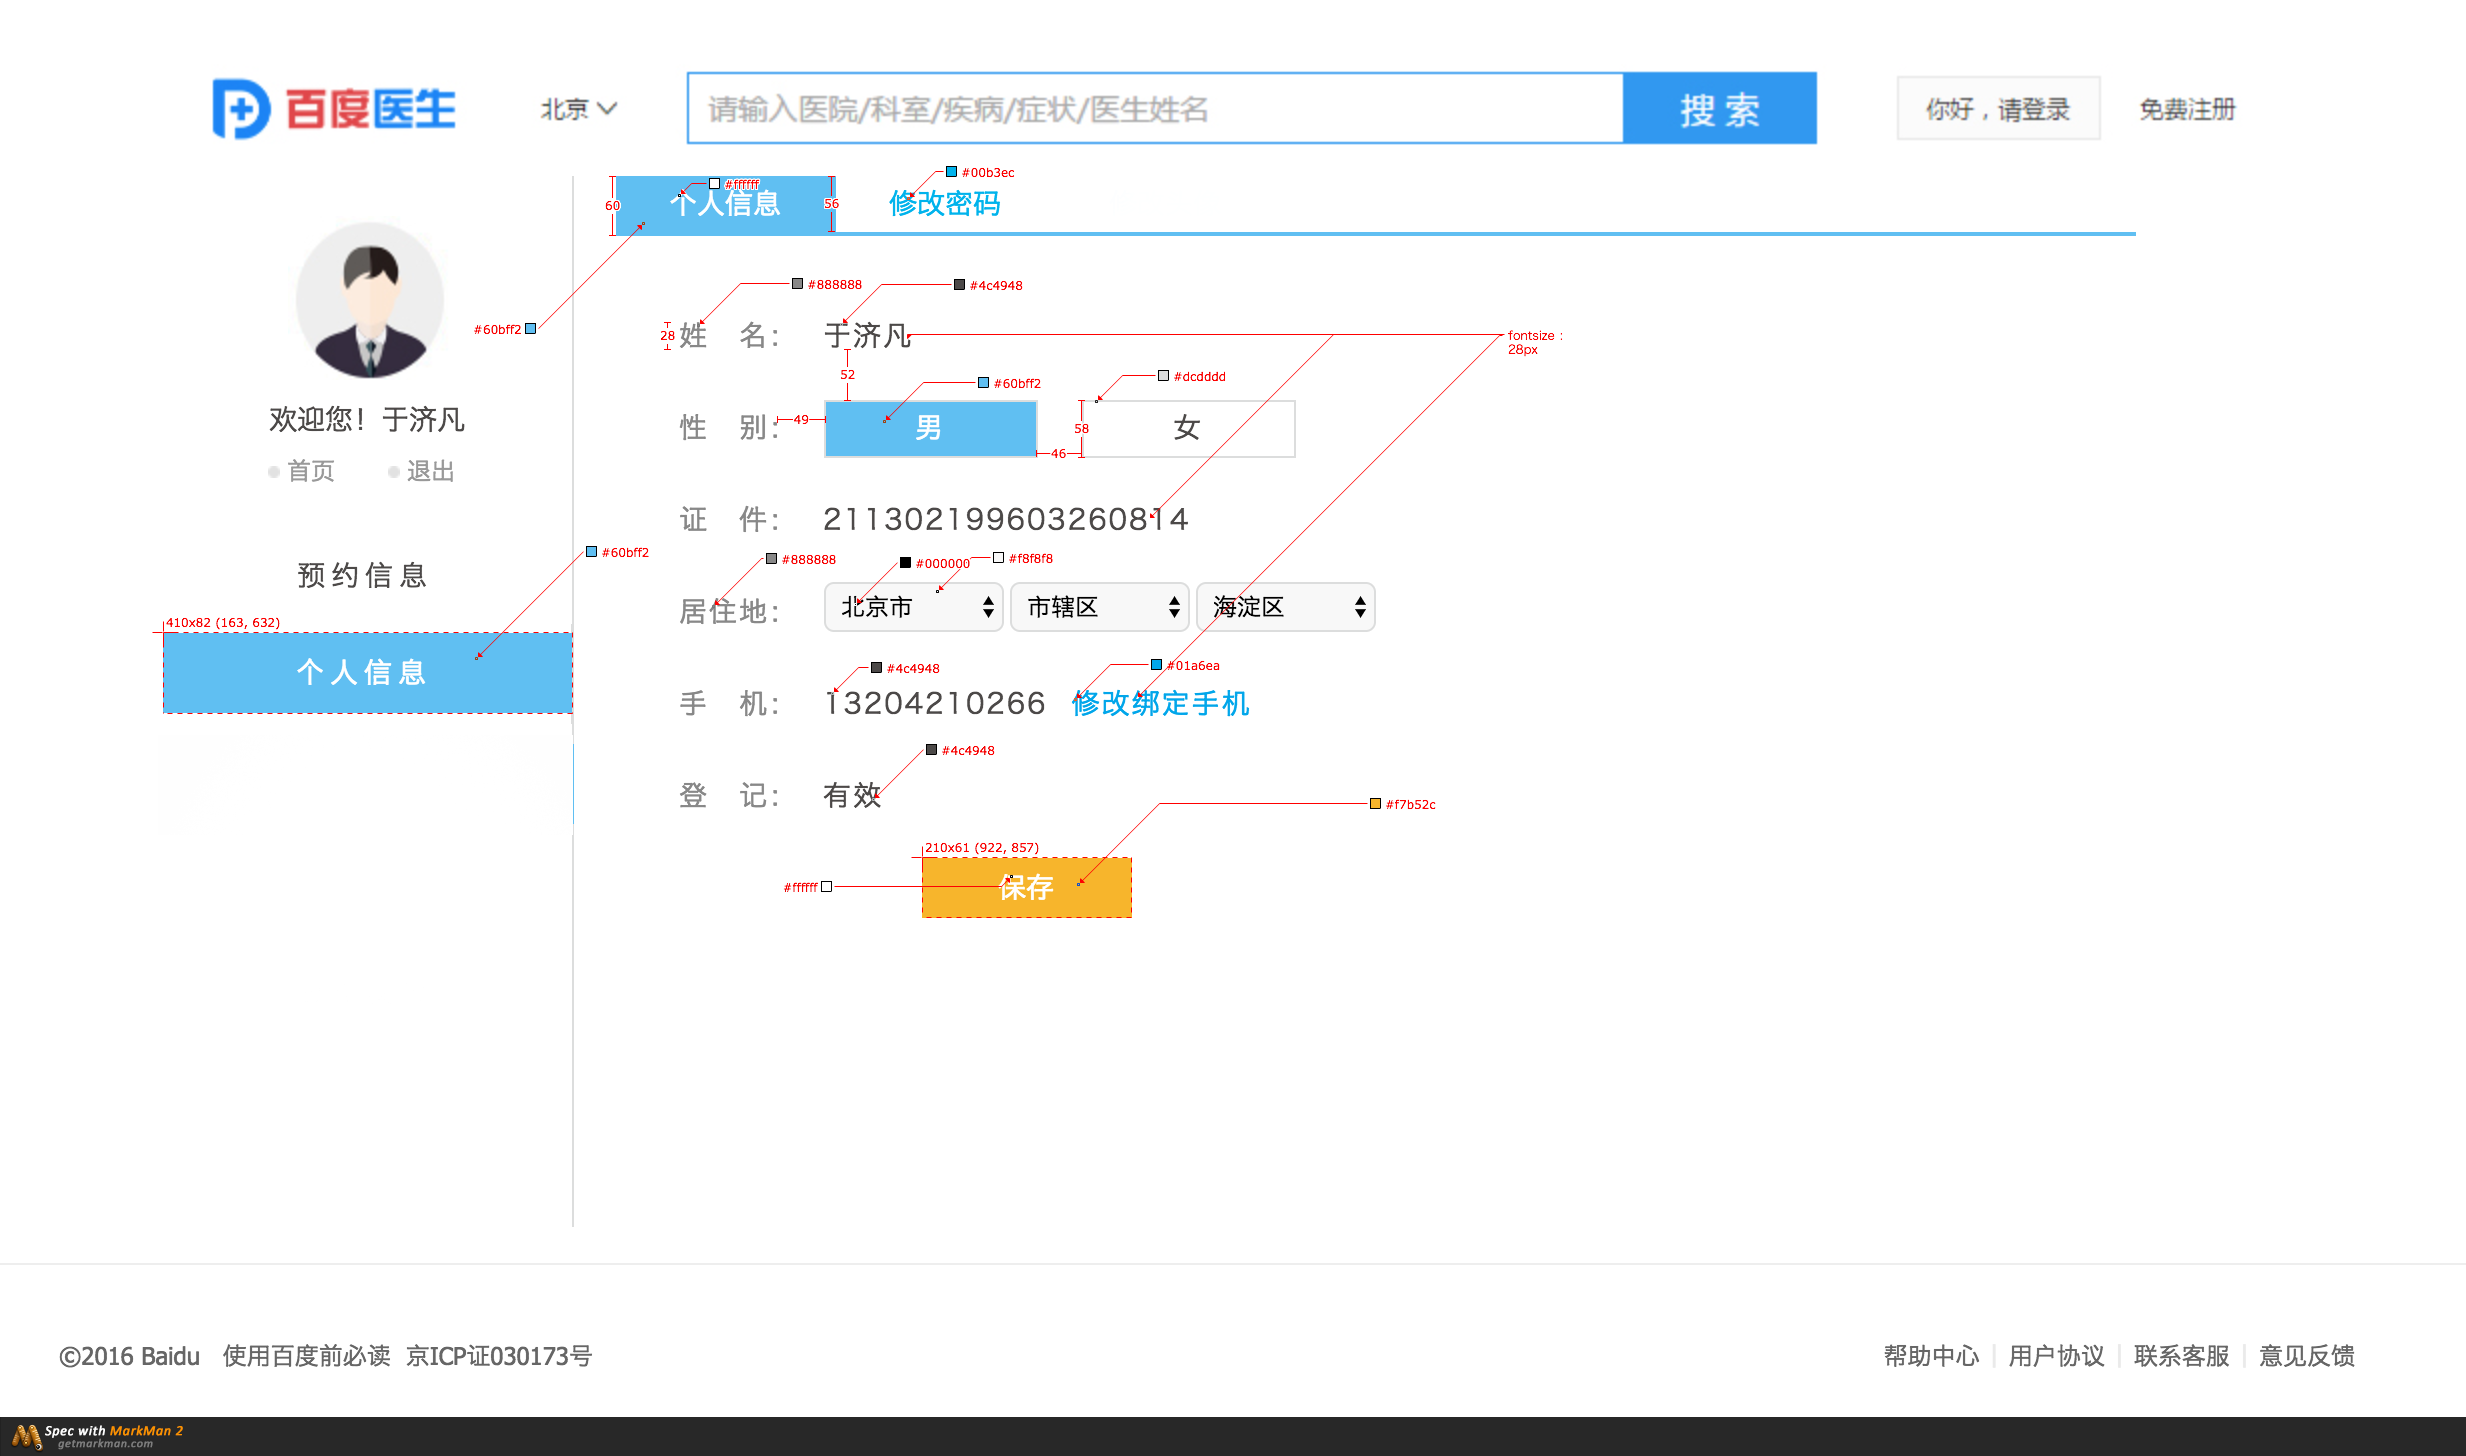 百度医生
北京
请输入医院/科室/疾病/症状/医生姓名
搜 索
你好，请登录
免费注册
60
#ffffff
个人信息
56
#00b3ec
修改密码
#60bff2
欢迎您！于济凡
首页 退出
预约信息
#60bff2
410x82 (163, 632)
个人信息
#888888
#4c4948
28
姓 名：
于济凡
fontsize :
28px
52
#60bff2
#dcdddd
性 别：
49
男
46
58
女
证 件：
211302199603260814
#888888
#000000
#f8f8f8
居住地：
北京市
市辖区
海淀区
#4c4948
#01a6ea
手 机：
13204210266
修改绑定手机
#4c4948
登 记：
有效
#f7b52c
210x61 (922, 857)
#ffffff
保存
©2016 Baidu 使用百度前必读 京ICP证030173号
帮助中心 | 用户协议 | 联系客服 | 意见反馈
Spec with MarkMan 2
getmarkman.com